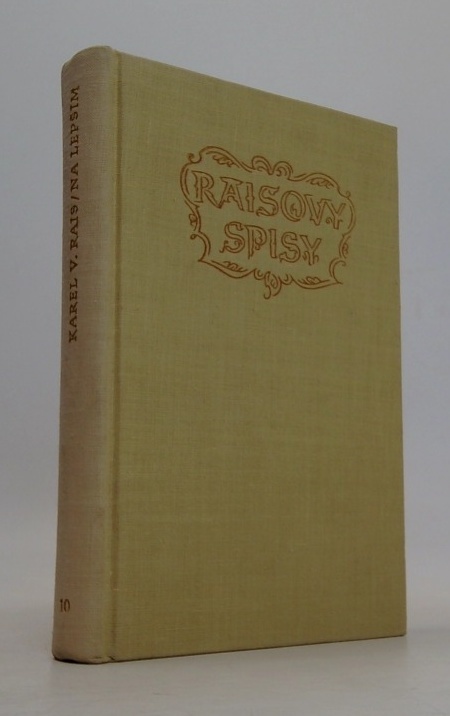 RAISOVY
SPISY
KAREL V. RAIS / NA LEPŠÍM
10